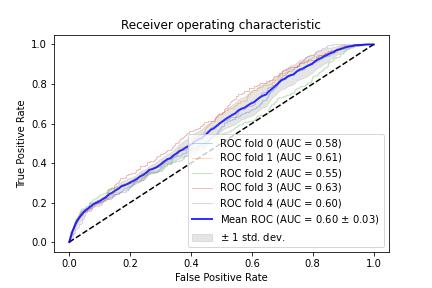 Receiver operating characteristic
True Positive Rate
1.0
0.8
0.6
0.4
0.2
0.0
ROC fold 0 (AUC = 0.58)
ROC fold 1 (AUC = 0.61)
ROC fold 2 (AUC = 0.55)
ROC fold 3 (AUC = 0.63)
ROC fold 4 (AUC = 0.60)
Mean ROC (AUC = 0.60 ± 0.03)
± 1 std. dev.
0.0 0.2 0.4 0.6 0.8 1.0
False Positive Rate